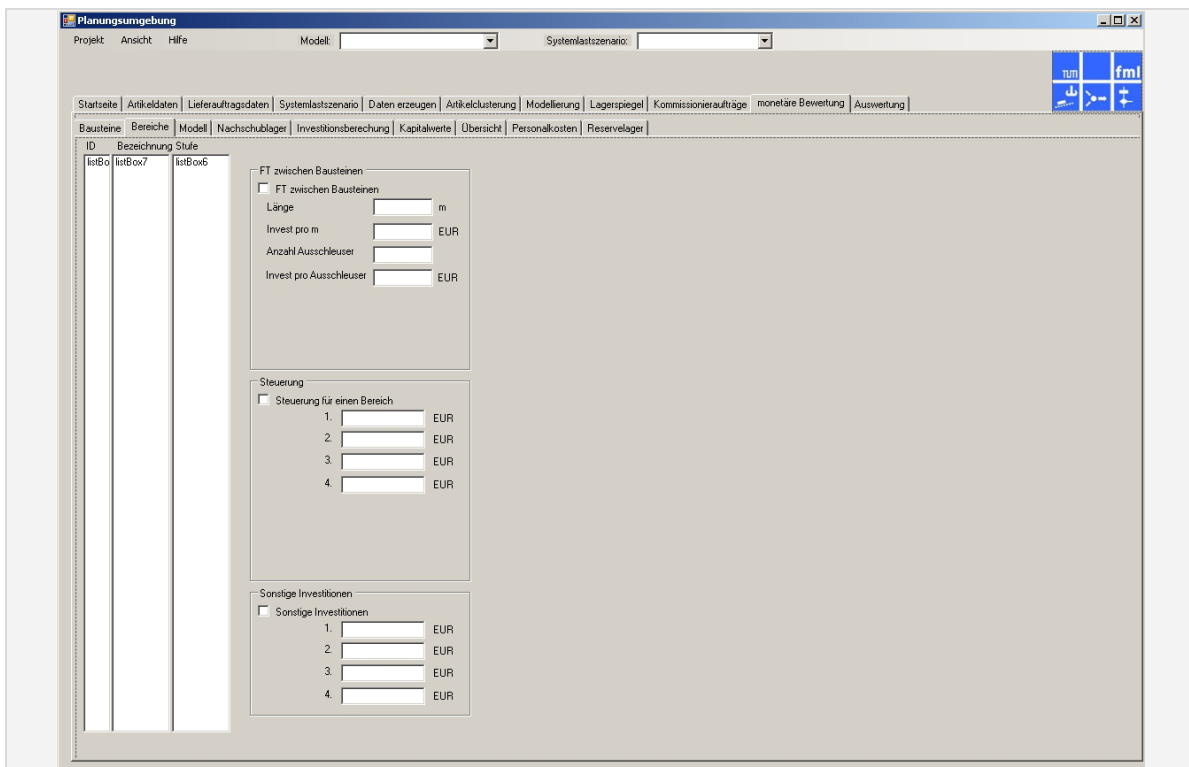 Planungsumgebung
Projekt Ansicht Hilfe Modell: Systemlastszenario:
TUM fml
Startseite Artikeldaten Lieferauftragsdaten Systemlastszenario Daten erzeugen Artikelclusterung Modellierung Lagerspiegel Kommissionieraufträge monetäre Bewertung Auswertung
Bausteine Bereiche Modell Nachschublager Investitionsberechung Kapitalwerte Übersicht Personalkosten Reservelager
ID Bezeichnung Stufe
listBo listBox7 listBox6
FT zwischen Bausteinen
FT zwischen Bausteinen
Länge m
Invest pro m EUR
Anzahl Ausschleuser
Invest pro Ausschleuser EUR
Steuerung
Steuerung für einen Bereich
1. EUR
2. EUR
3. EUR
4. EUR
Sonstige Investitionen
Sonstige Investitionen
1. EUR
2. EUR
3. EUR
4. EUR